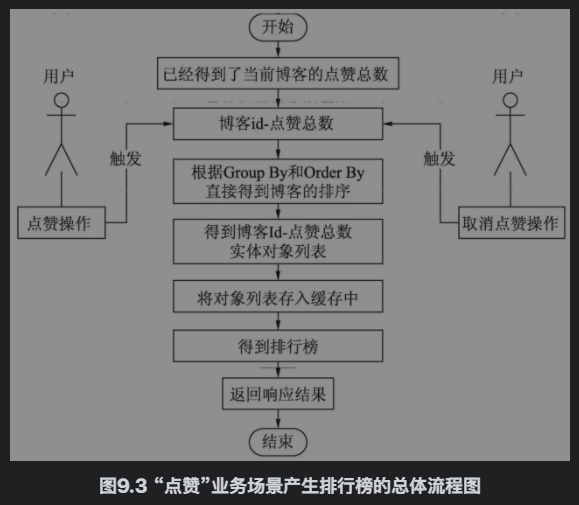 开始
用户
用户
已经得到了当前博客的点赞总数
博客id-点赞总数
触发
触发
根据Group By和Order By
直接得到博客的排序
点赞操作
取消点赞操作
得到博客Id-点赞总数
实体对象列表
将对象列表存入缓存中
得到排行榜
返回响应结果
结束
图9.3 “点赞”业务场景产生排行榜的总体流程图